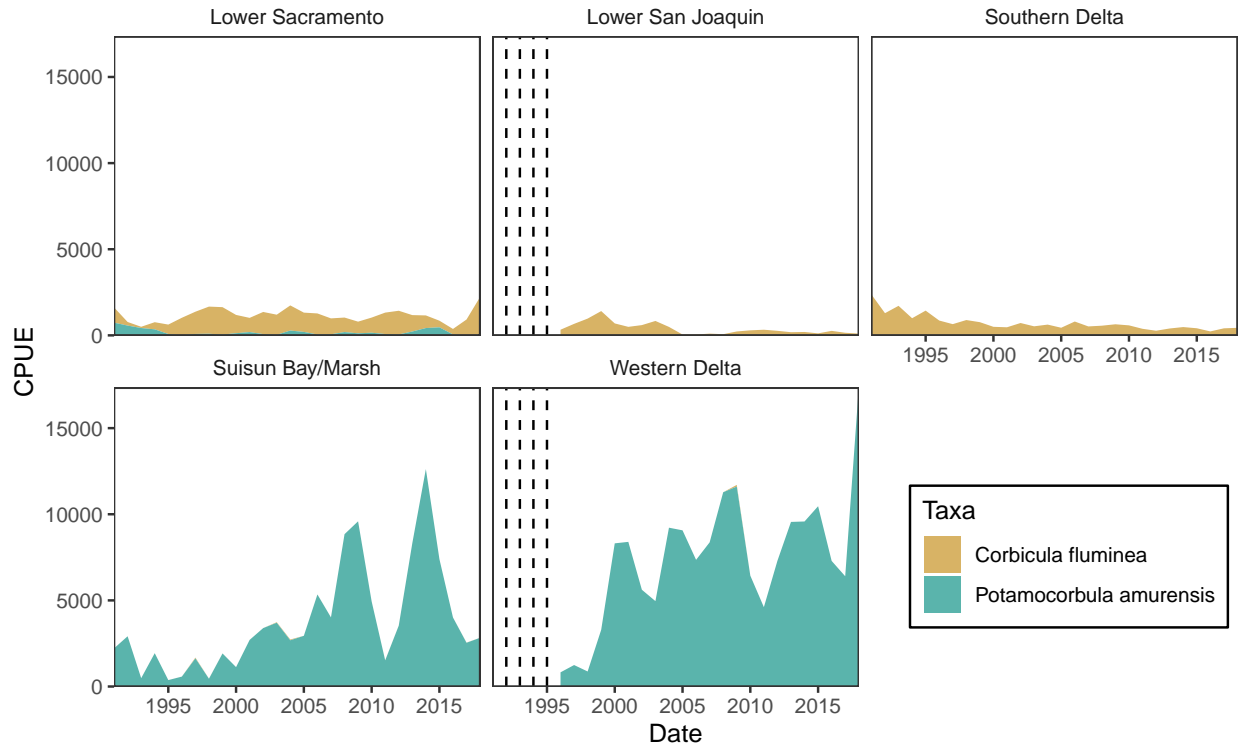 Lower Sacramento
Lower San Joaquin
Southern Delta
15000
10000
5000
0
1995 2000 2005 2010 2015
CPUE
Suisun Bay/Marsh
Western Delta
15000
10000
5000
0
1995 2000 2005 2010 2015
1995 2000 2005 2010 2015
Date
Taxa
Corbicula fluminea
Potamocorbula amurensis